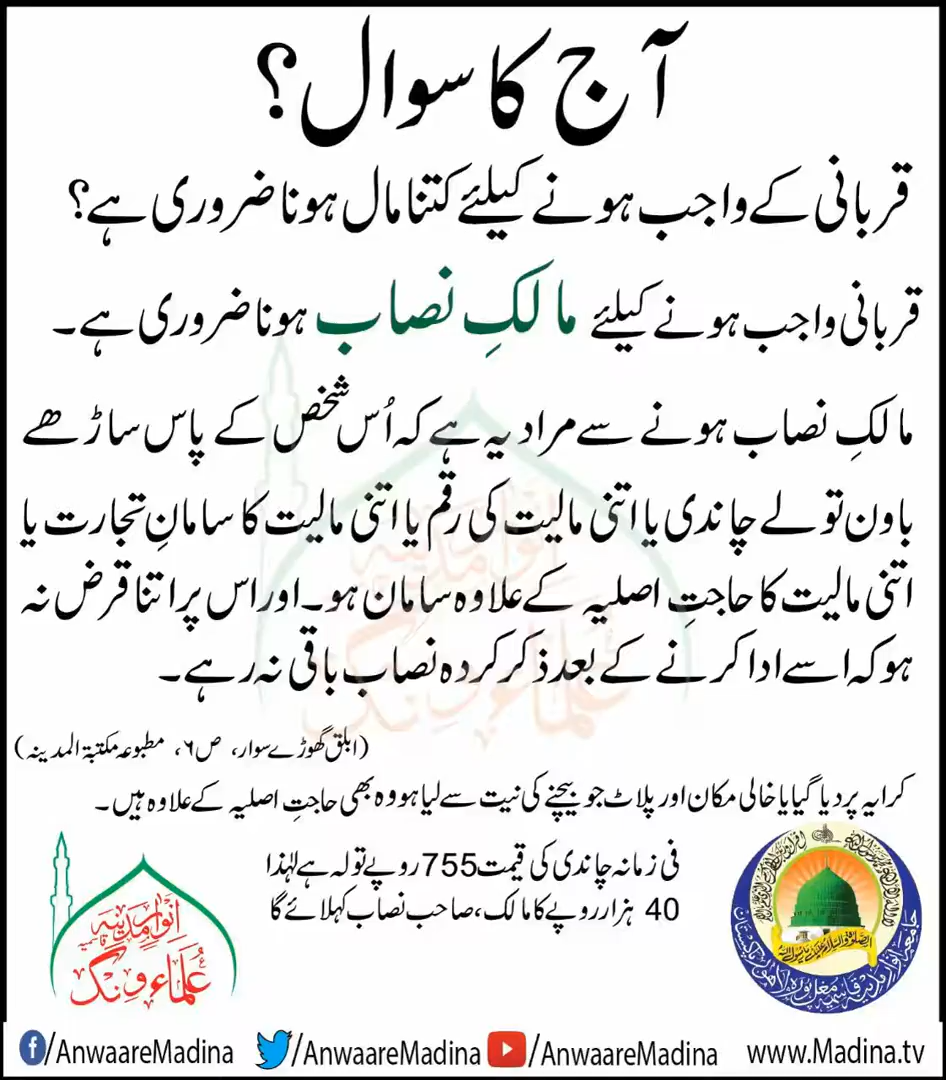 آج کا سوال؟
قربانی کے واجب ہونے کیلئے کتنا مال ہونا ضروری ہے؟
قربانی واجب ہونے کیلئے مالکِ نصاب ہونا ضروری ہے۔
مالکِ نصاب ہونے سے مراد یہ ہے کہ اُس شخص کے پاس ساڑھے
باون تولے چاندی یا اتنی مالیت کی رقم یا اتنی مالیت کا سامانِ تجارت یا
اتنی مالیت کا حاجتِ اصلیہ کے علاوہ سامان ہو۔ اور اس پر اتنا قرض نہ
ہو کہ اسے ادا کرنے کے بعد ذکر کردہ نصاب باقی نہ رہے۔
(ابلق گھوڑے سوار، ص۶، مطبوعہ مکتبۃ المدینہ)
کرایہ پر دیا گیا یا خالی مکان اور پلاٹ جو بیچنے کی نیت سے لیا ہو وہ بھی حاجتِ اصلیہ کے علاوہ ہیں۔
فی زمانہ چاندی کی قیمت 755 روپے تولہ ہے لہٰذا
40 ہزار روپے کا مالک، صاحب نصاب کہلائے گا
انوار مدینہ
قاسمیہ
عُلماء ونگ
/AnwaareMadina /AnwaareMadina /AnwaareMadina www.Madina.tv